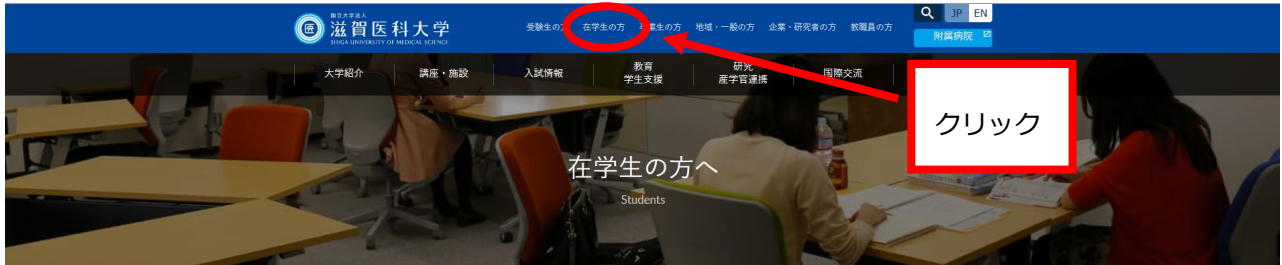 国立大学法人
滋賀医科大学
SHIGA UNIVERSITY OF MEDICAL SCIENCE
受験生の
在学生の方
業生の方
地域・一般の方
企業・研究者の方
教職員の方
JP EN
附属病院
大学紹介
講座・施設
入試情報
教育
学生支援
研究
産学官連携
国際交流
クリック
在学生の方へ
Students